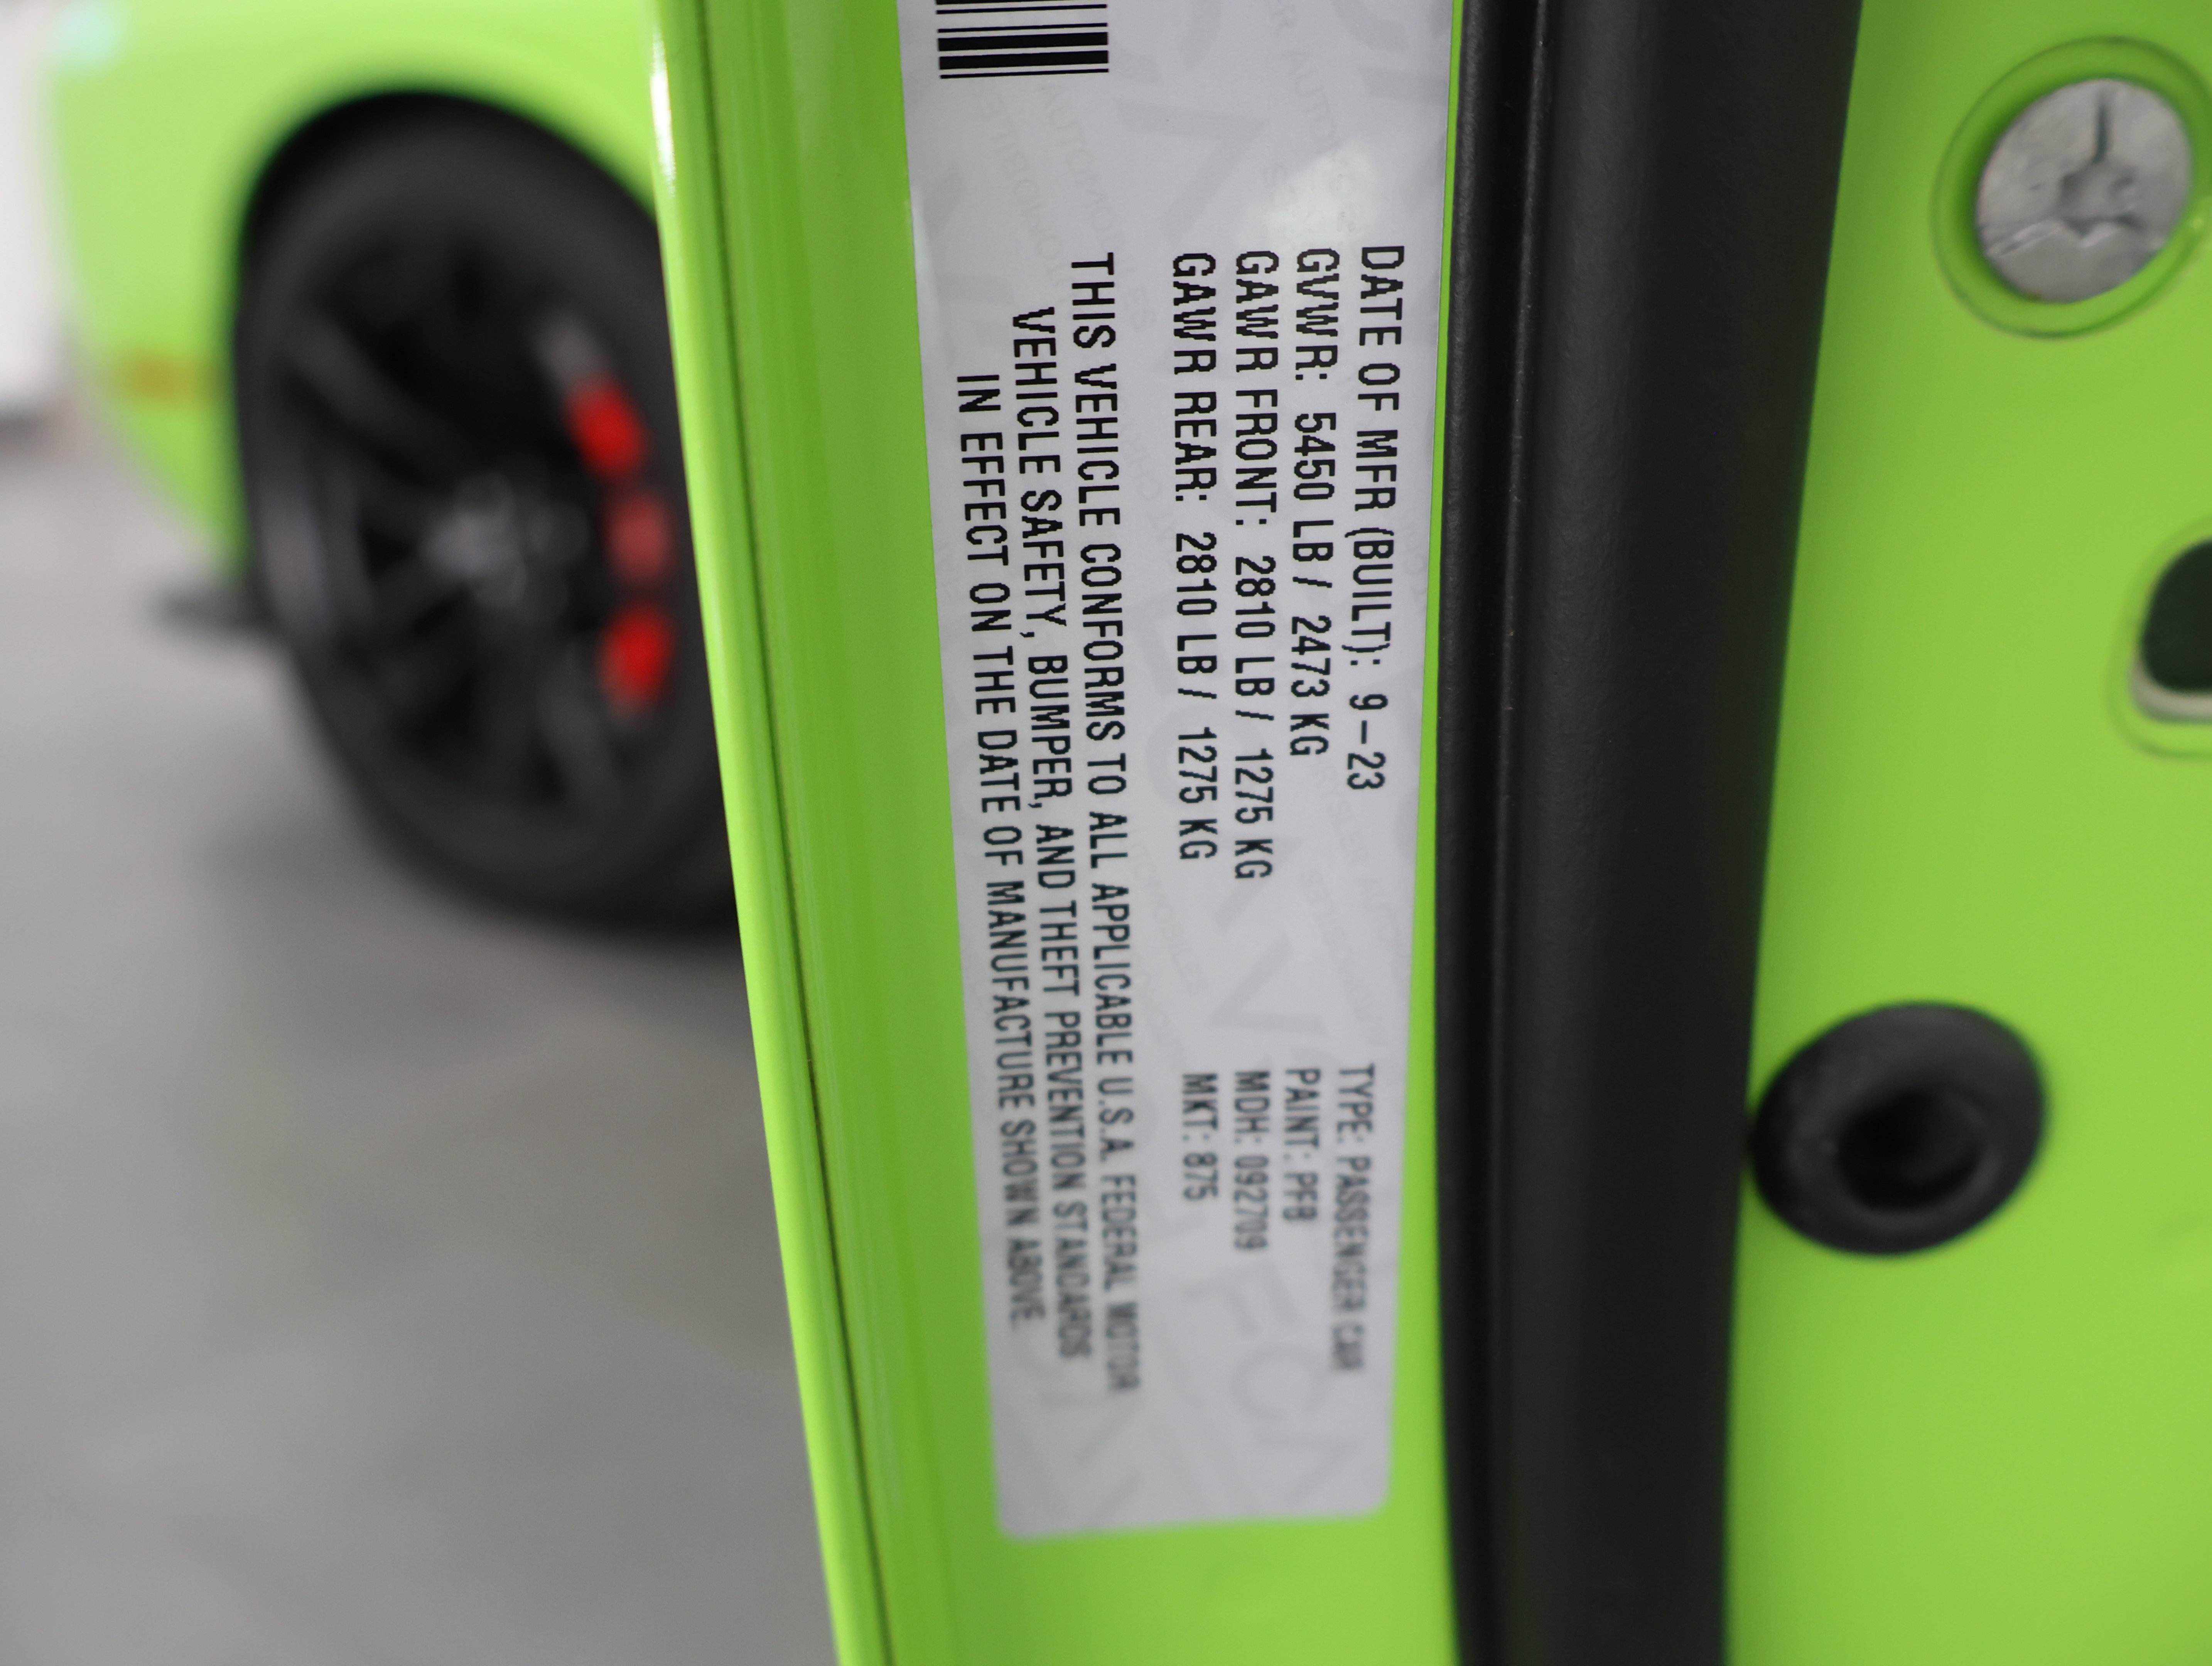 DATE OF MFR (BUILT): 9-23
GVWR: 5450 LB / 2473 KG
GAWR FRONT: 2810 LB / 1275 KG
GAWR REAR: 2810 LB / 1275 KG
TYPE: PASSENGER CAR
PAINT: PFB
MDH: 092709
MKT: 875
THIS VEHICLE CONFORMS TO ALL APPLICABLE U.S.A. FEDERAL MOTOR
VEHICLE SAFETY, BUMPER, AND THEFT PREVENTION STANDARDS
IN EFFECT ON THE DATE OF MANUFACTURE SHOWN ABOVE.